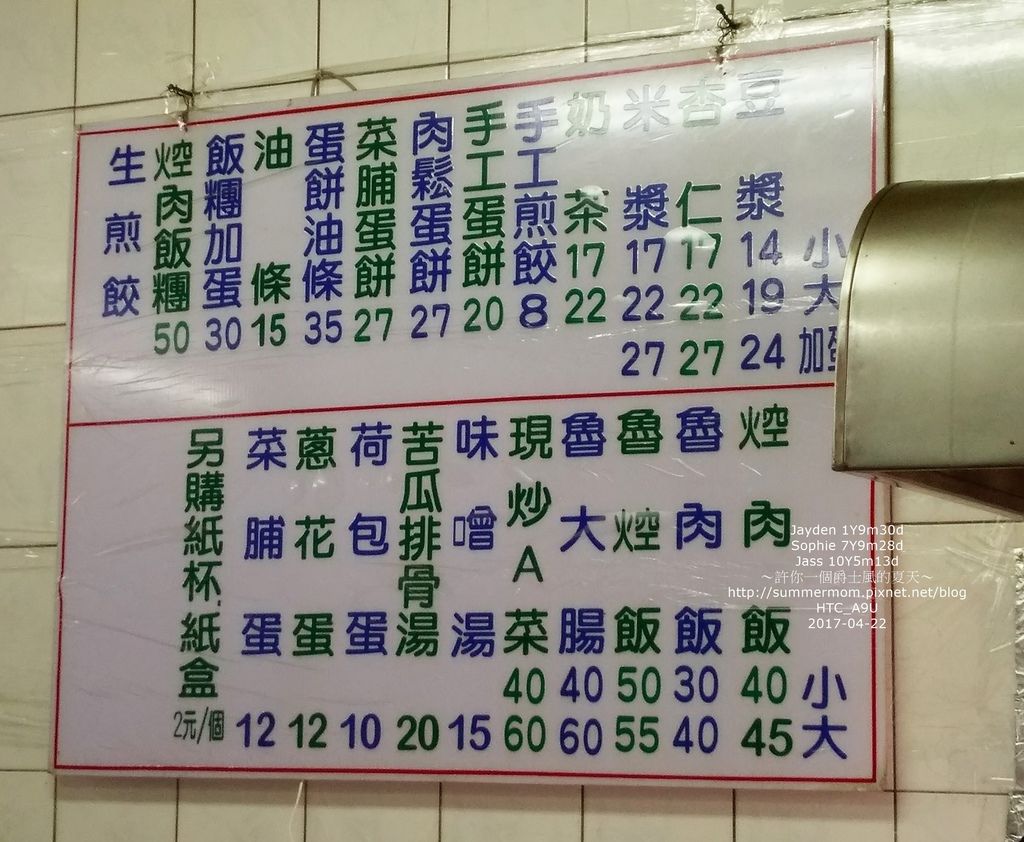 小 大 加蛋
豆漿 14 19 24
杏仁 17 22 27
米漿 17 22 27
奶茶 17 22
手工煎餃 8
手工蛋餅 20
肉鬆蛋餅 27
菜脯蛋餅 27
蛋餅油條 35
油條 15
飯糰加蛋 30
焢肉飯糰 50
生煎餃
小 大
焢肉飯 40 45
魯肉飯 30 40
魯焢飯 50 55
魯大腸 40 60
現炒A菜 40 60
味噌湯 15
苦瓜排骨湯 20
荷包蛋 10
蔥花蛋 12
菜脯蛋 12
另購紙杯.紙盒 2元/個
Jayden 1Y9m30d
Sophie 7Y9m28d
Jass 10Y5m13d
～許你一個爵士風的夏天～
http://summermom.pixnet.net/blog
HTC_A9U
2017-04-22